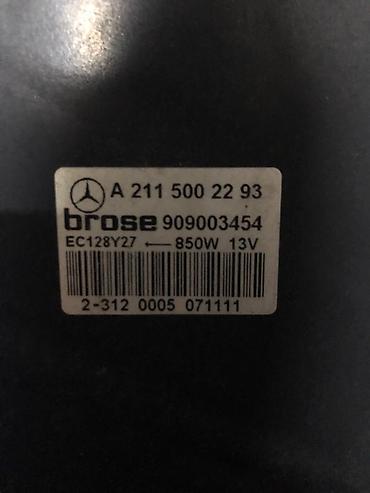 A 211 500 22 93
brose 909003454
EC128Y27 ← 850W 13V
2-312 0005 071111